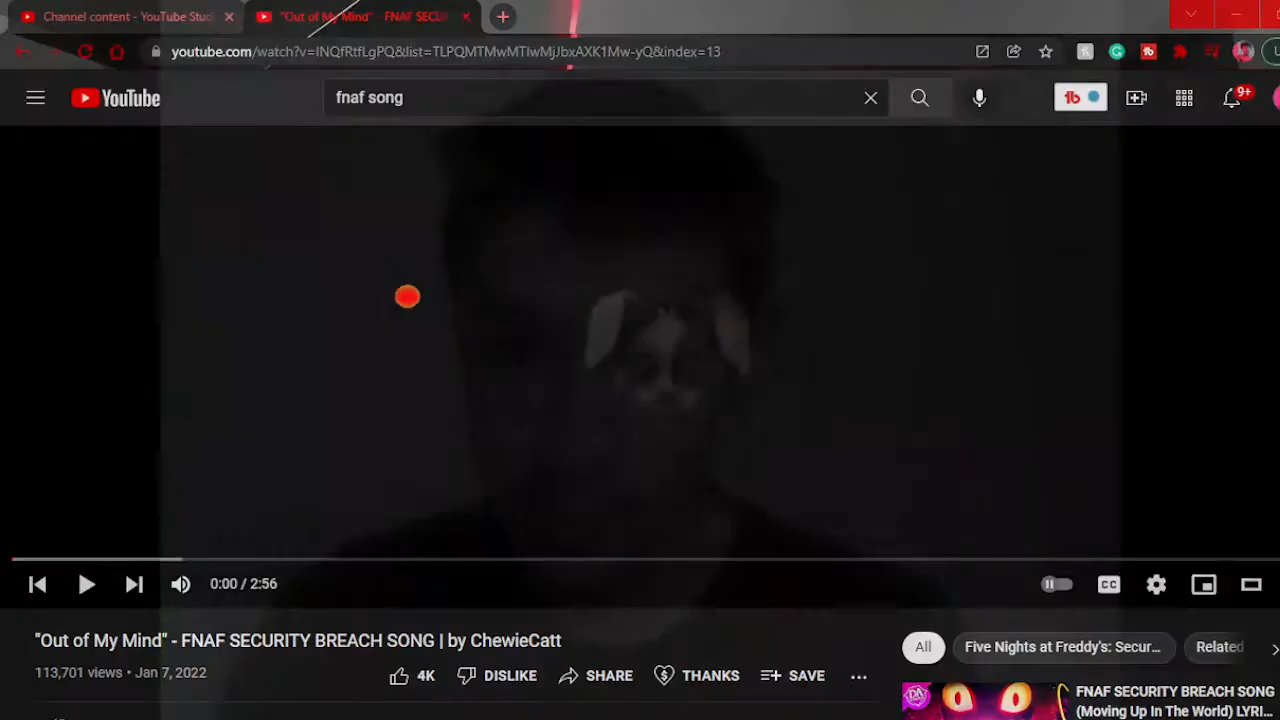 Channel content - YouTube Studi
"Out of My Mind" - FNAF SECUR
youtube.com/watch?v=INQfRtfLgPQ&list=TLPQMTMwMTIwMjJbxAXK1Mw-yQ&index=13
YouTube
fnaf song
9+
0:00 / 2:56
CC
"Out of My Mind" - FNAF SECURITY BREACH SONG | by ChewieCatt
113,701 views • Jan 7, 2022
4K
DISLIKE
SHARE
THANKS
SAVE
All
Five Nights at Freddy's: Secur...
Related
FNAF SECURITY BREACH SONG
(Moving Up In The World) LYRI...